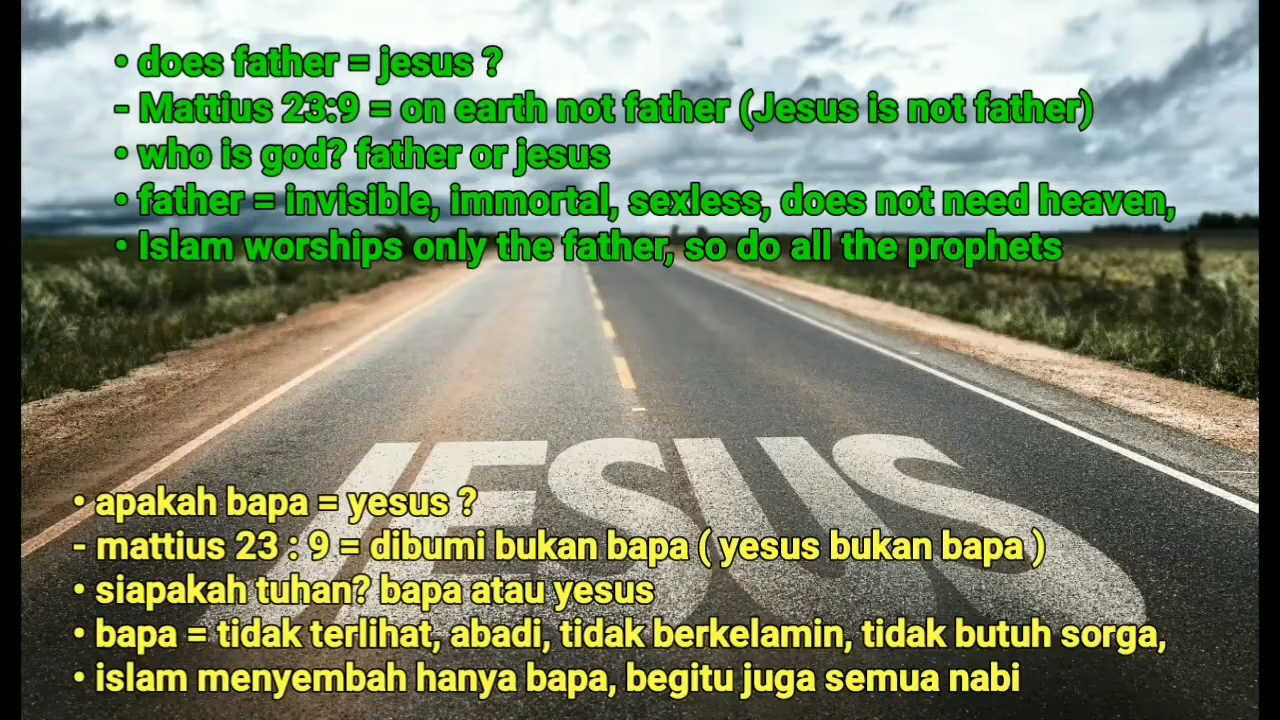 • does father = jesus ?
- Mattius 23:9 = on earth not father (Jesus is not father)
• who is god? father or jesus
• father = invisible, immortal, sexless, does not need heaven,
• Islam worships only the father, so do all the prophets
JESUS
• apakah bapa = yesus ?
- mattius 23 : 9 = dibumi bukan bapa ( yesus bukan bapa )
• siapakah tuhan? bapa atau yesus
• bapa = tidak terlihat, abadi, tidak berkelamin, tidak butuh sorga,
• islam menyembah hanya bapa, begitu juga semua nabi